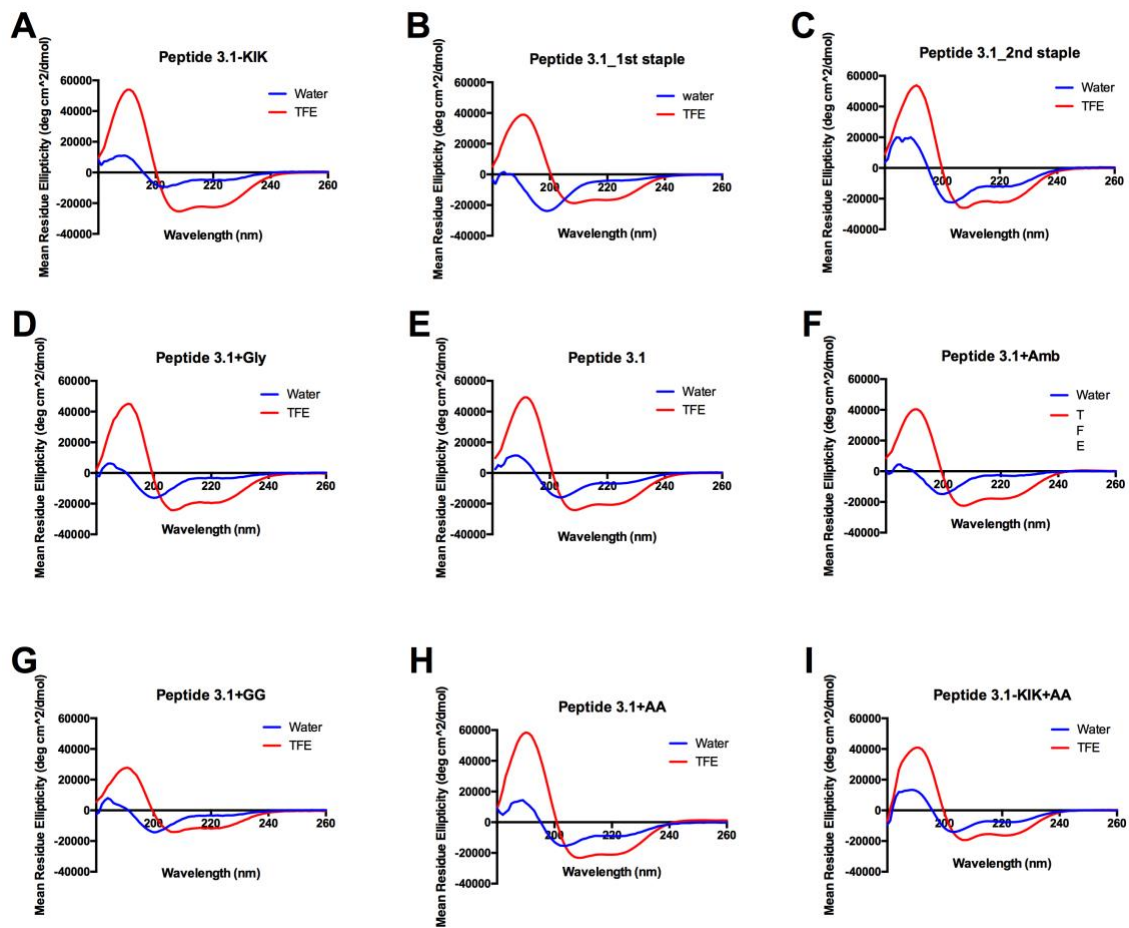 A
Peptide 3.1-KIK
Mean Residue Ellipticity (deg cm^2/dmol)
60000
40000
20000
0
-20000
-40000
200
220
240
260
Wavelength (nm)
Water
TFE
B
Peptide 3.1_1st staple
Mean Residue Ellipticity (deg cm^2/dmol)
60000
40000
20000
0
-20000
-40000
200
220
240
260
Wavelength (nm)
water
TFE
C
Peptide 3.1_2nd staple
Mean Residue Ellipticity (deg cm^2/dmol)
60000
40000
20000
0
-20000
-40000
200
220
240
260
Wavelength (nm)
Water
TFE
D
Peptide 3.1+Gly
Mean Residue Ellipticity (deg cm^2/dmol)
60000
40000
20000
0
-20000
-40000
200
220
240
260
Wavelength (nm)
Water
TFE
E
Peptide 3.1
Mean Residue Ellipticity (deg cm^2/dmol)
60000
40000
20000
0
-20000
-40000
200
220
240
260
Wavelength (nm)
Water
TFE
F
Peptide 3.1+Amb
Mean Residue Ellipticity (deg cm^2/dmol)
60000
40000
20000
0
-20000
-40000
200
220
240
260
Wavelength (nm)
Water
T
F
E
G
Peptide 3.1+GG
Mean Residue Ellipticity (deg cm^2/dmol)
60000
40000
20000
0
-20000
-40000
200
220
240
260
Wavelength (nm)
Water
TFE
H
Peptide 3.1+AA
Mean Residue Ellipticity (deg cm^2/dmol)
60000
40000
20000
0
-20000
-40000
200
220
240
260
Wavelength (nm)
Water
TFE
I
Peptide 3.1-KIK+AA
Mean Residue Ellipticity (deg cm^2/dmol)
60000
40000
20000
0
-20000
-40000
200
220
240
260
Wavelength (nm)
Water
TFE